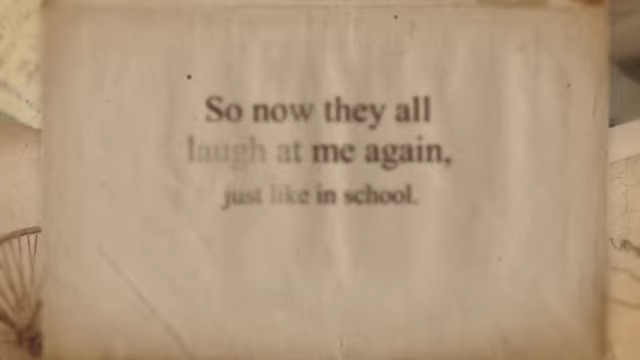 So now they all
laugh at me again,
just like in school.